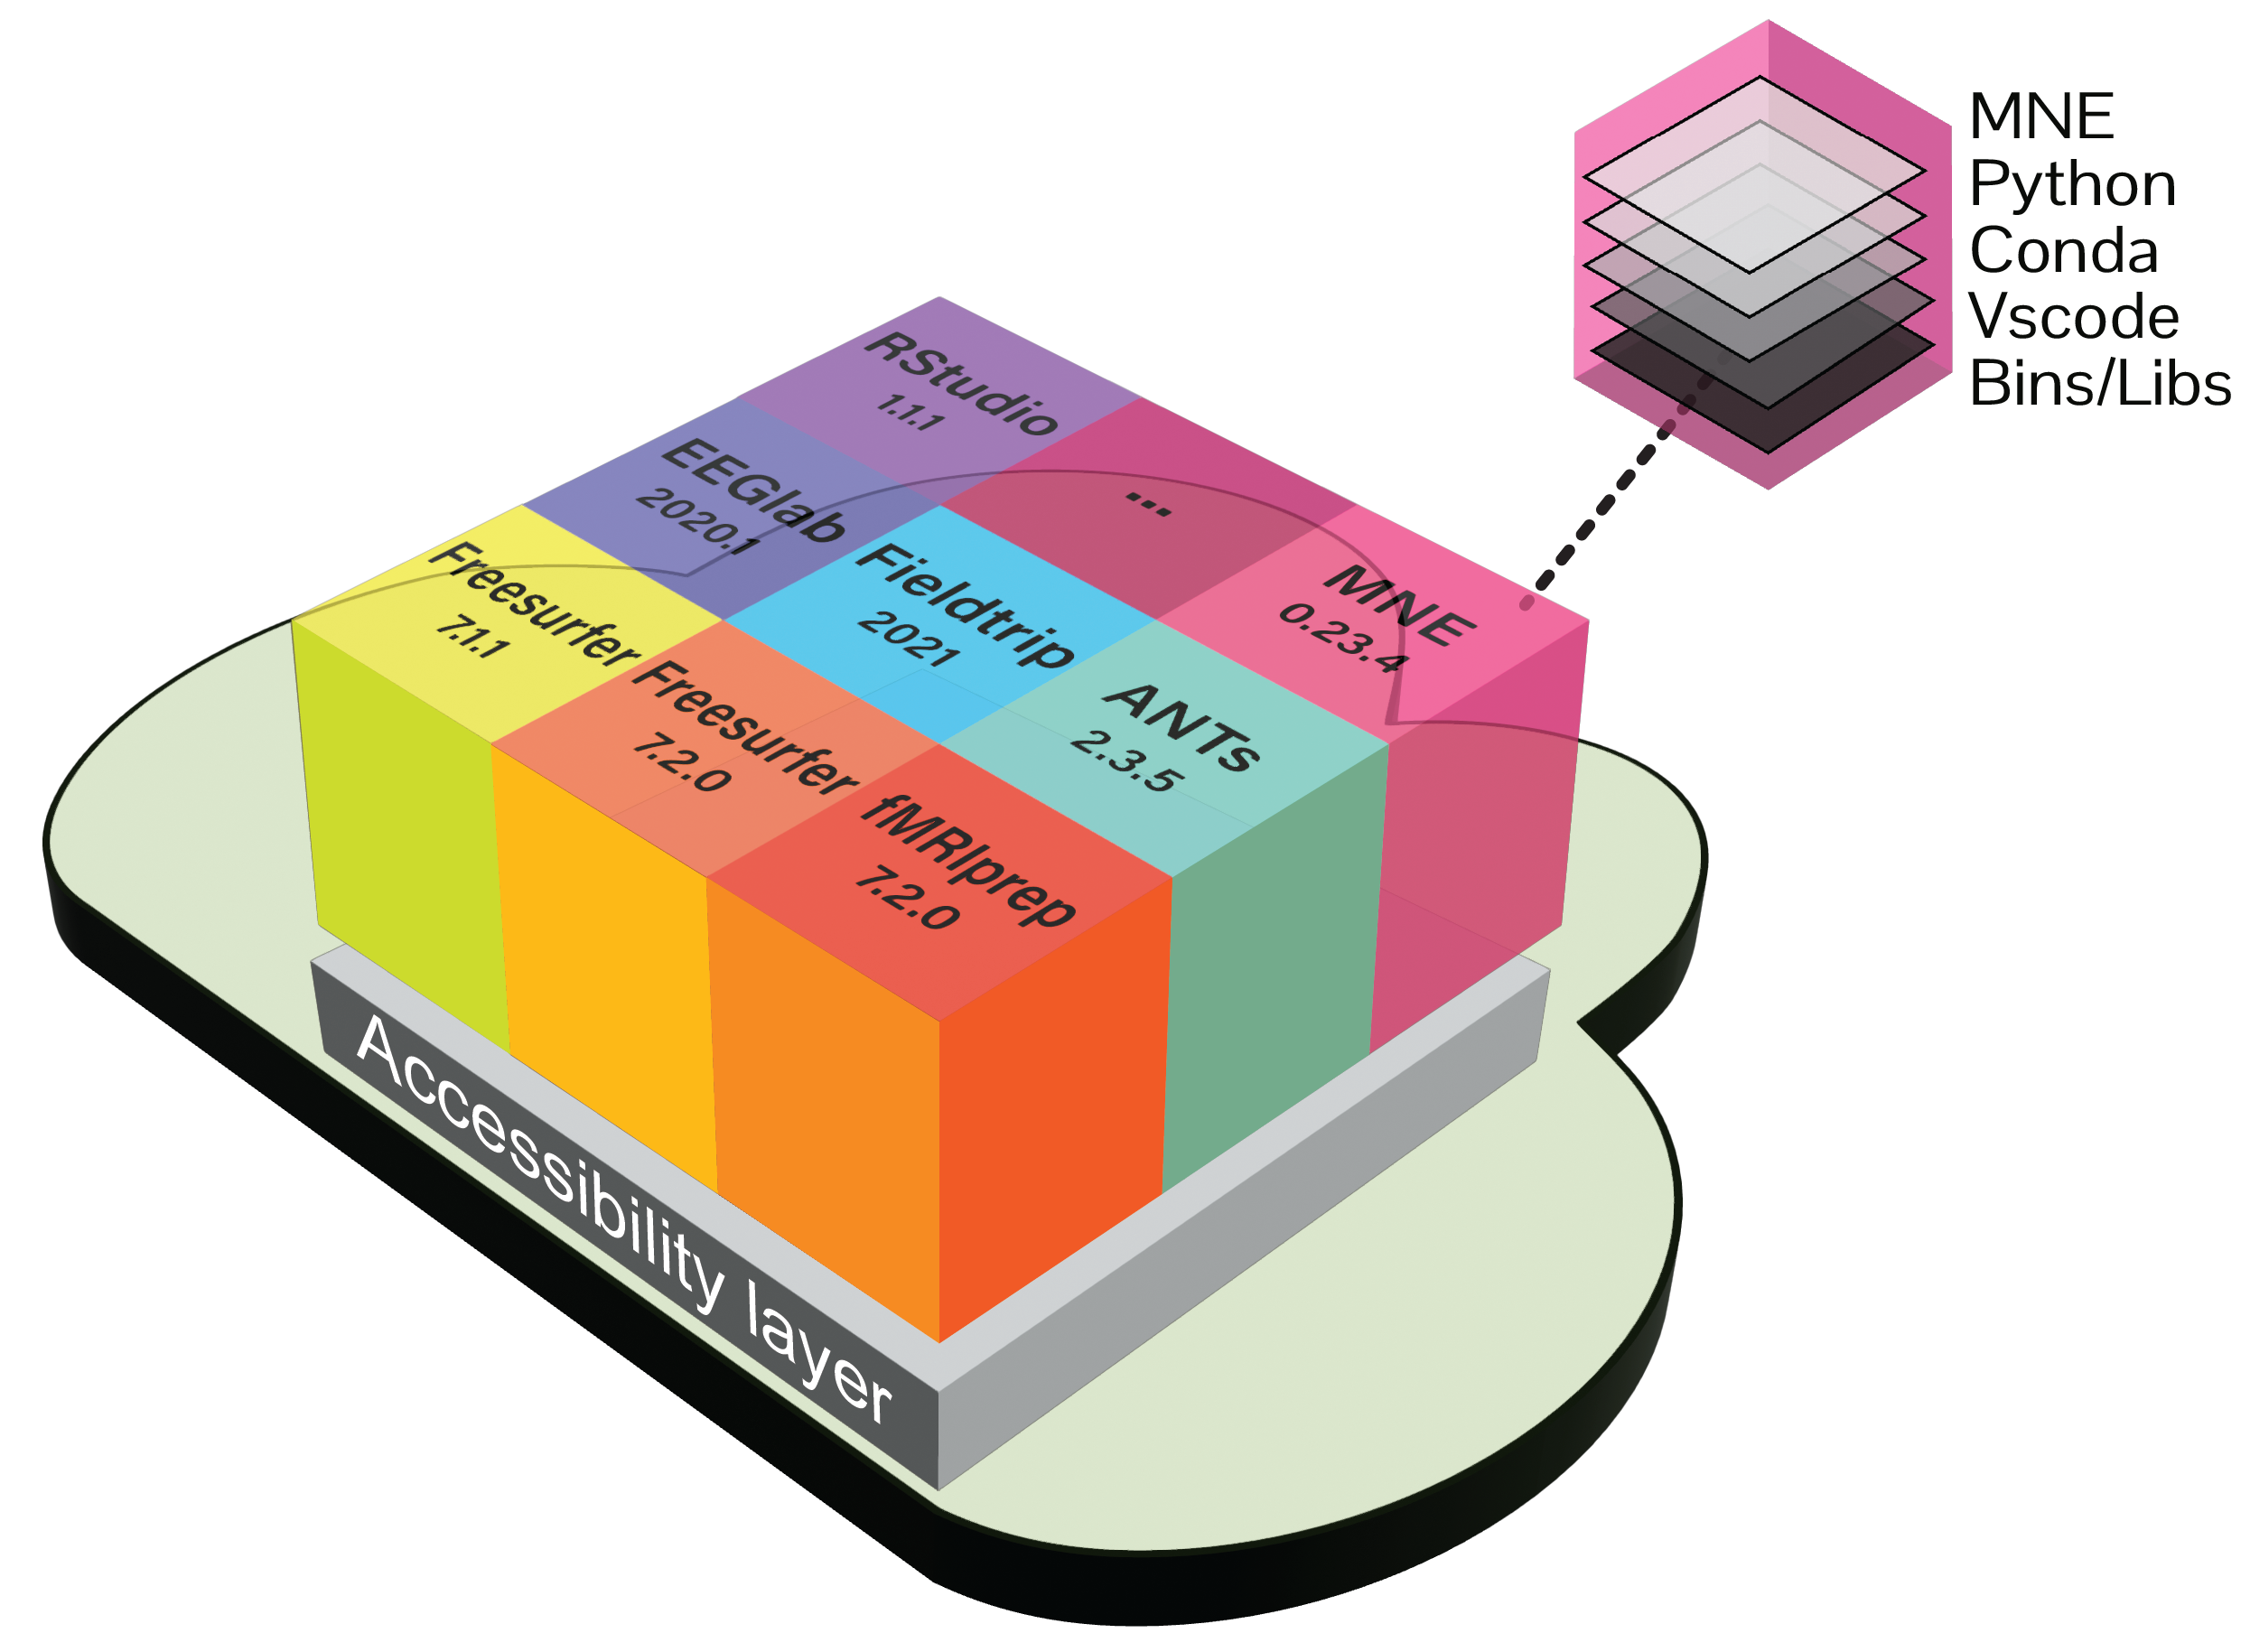 MNE
Python
Conda
Vscode
Bins/Libs
RStudio
1.1.1
EEGlab
2020.1
...
Freesurfer
7.1.1
Fieldtrip
2021
MNE
0.23.4
Freesurfer
7.2.0
ANTs
2.3.5
fMRIprep
7.2.0
Accessibility layer